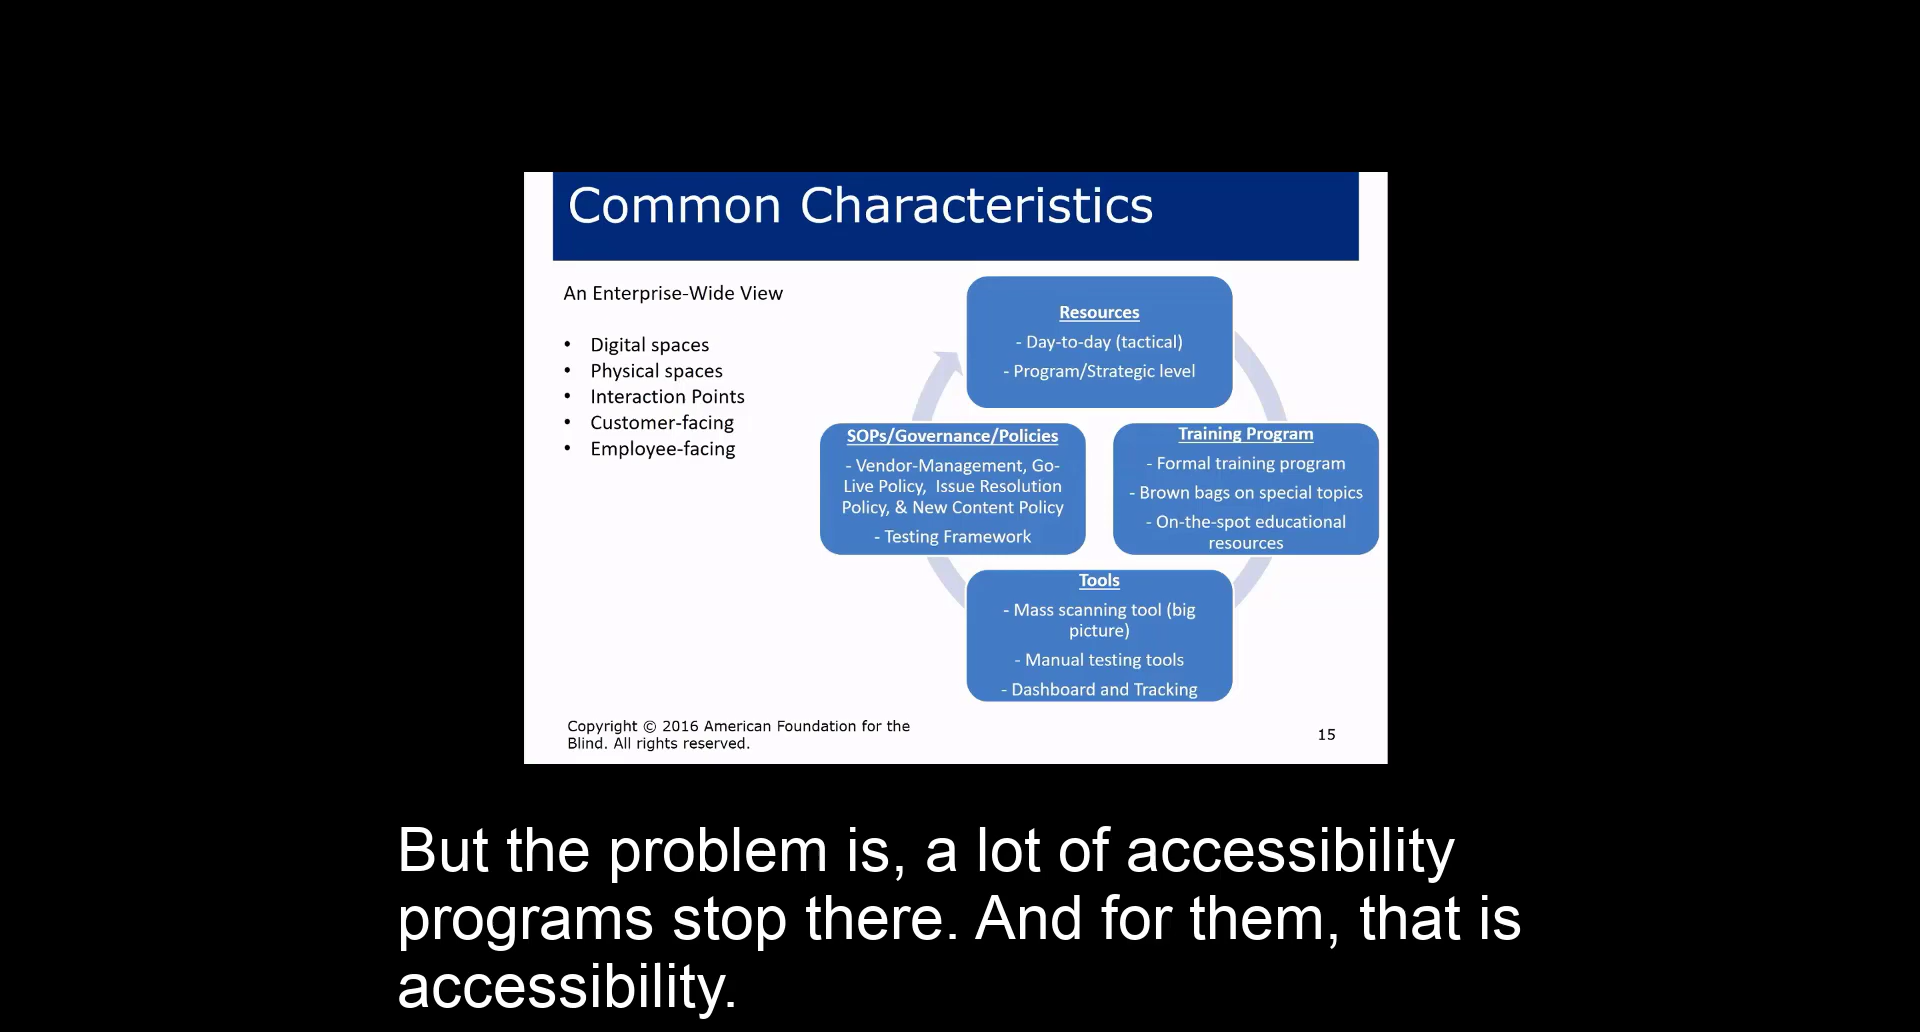 Common Characteristics
An Enterprise-Wide View
• Digital spaces
• Physical spaces
• Interaction Points
• Customer-facing
• Employee-facing
Resources
- Day-to-day (tactical)
- Program/Strategic level
SOPs/Governance/Policies
- Vendor-Management, Go-
Live Policy, Issue Resolution
Policy, & New Content Policy
- Testing Framework
Training Program
- Formal training program
- Brown bags on special topics
- On-the-spot educational
resources
Tools
- Mass scanning tool (big
picture)
- Manual testing tools
- Dashboard and Tracking
Copyright © 2016 American Foundation for the
Blind. All rights reserved.
15
But the problem is, a lot of accessibility
programs stop there. And for them, that is
accessibility.